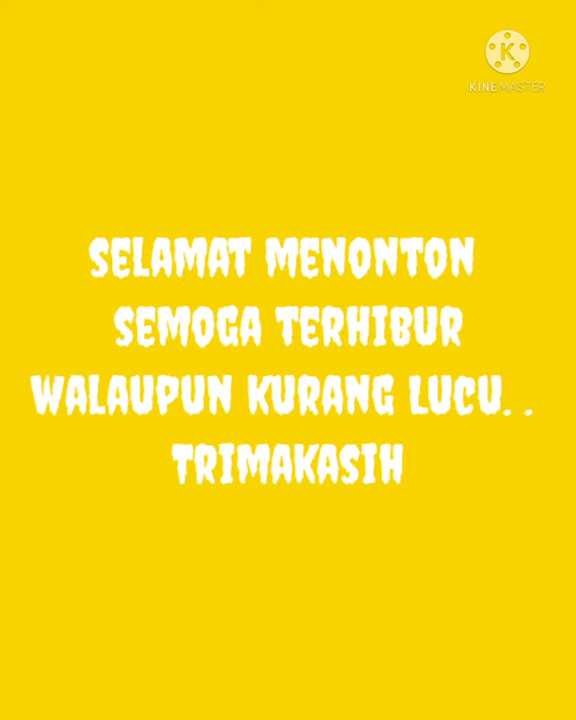 K
KINEMASTER
SELAMAT MENONTON
SEMOGA TERHIBUR
WALAUPUN KURANG LUCU. .
TRIMAKASIH